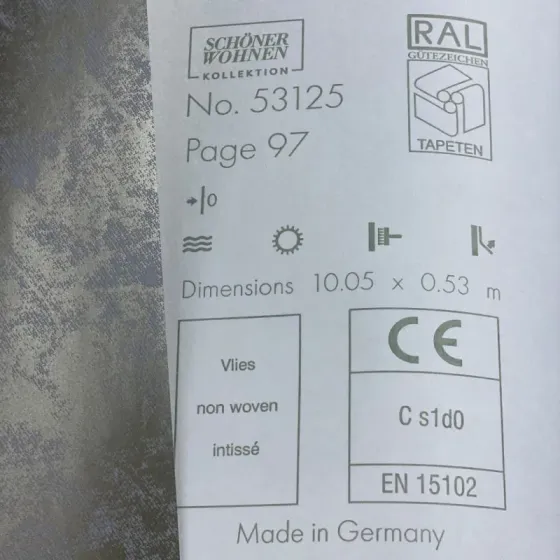 SCHÖNER
WOHNEN
KOLLEKTION
No. 53125
Page 97
RAL
GÜTEZEICHEN
TAPETEN
0
Dimensions 10.05 x 0.53 m
Vlies
non woven
intissé
CE
C s1d0
EN 15102
Made in Germany